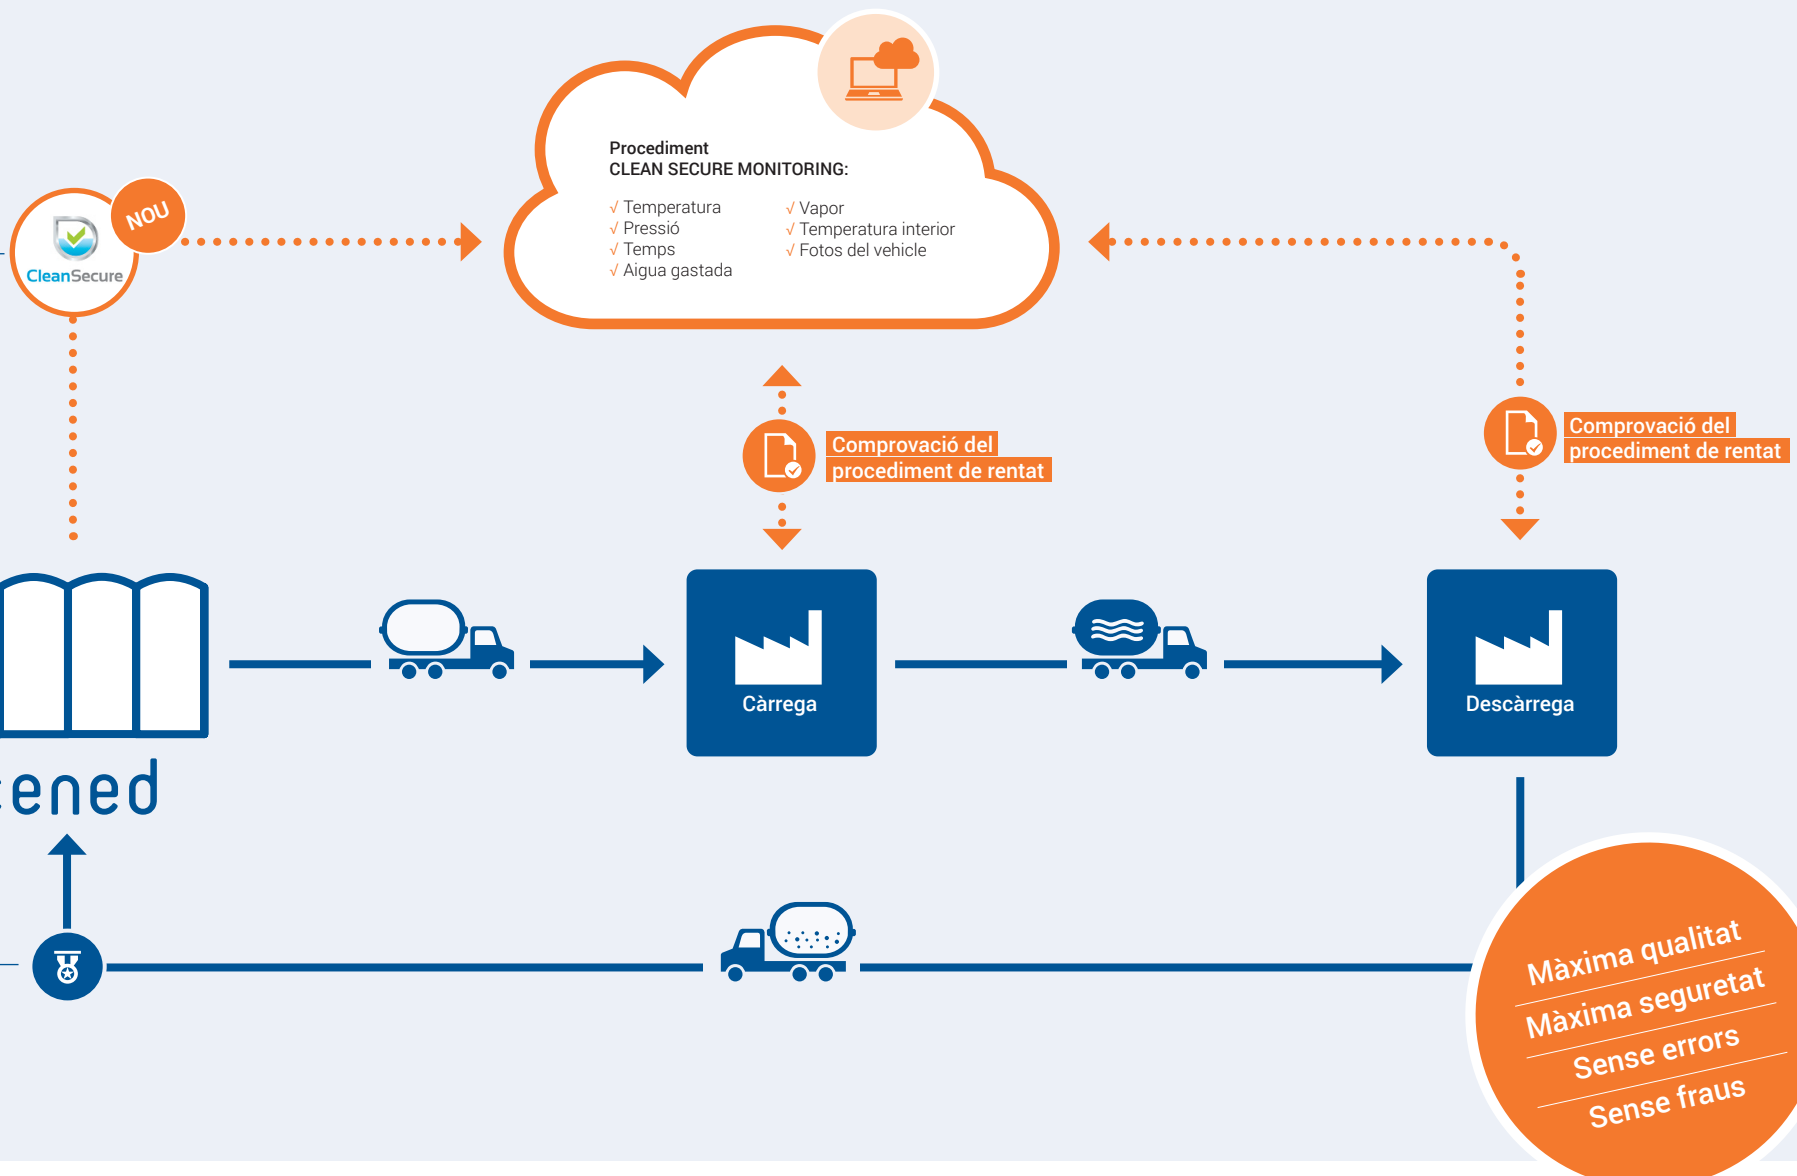 Procediment
CLEAN SECURE MONITORING:
√ Temperatura
√ Pressió
√ Temps
√ Aigua gastada
√ Vapor
√ Temperatura interior
√ Fotos del vehicle
NOU
CleanSecure
Comprovació del
procediment de rentat
Comprovació del
procediment de rentat
Càrrega
Descàrrega
ened
Màxima qualitat
Màxima seguretat
Sense errors
Sense fraus